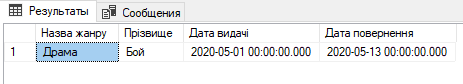 Результаты Сообщения
Назва жанру Прізвище Дата видачі Дата повернення
1 Драма Бой 2020-05-01 00:00:00.000 2020-05-13 00:00:00.000